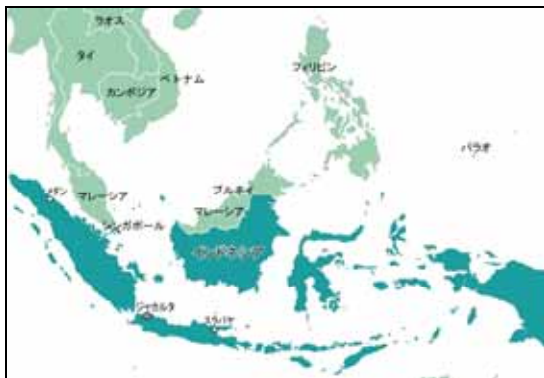 ラオス
タイ
ベトナム
カンボジア
フィリピン
パラオ
ブルネイ
マレーシア
マレーシア
メダン
シンガポール
インドネシア
ジャカルタ
スラバヤ